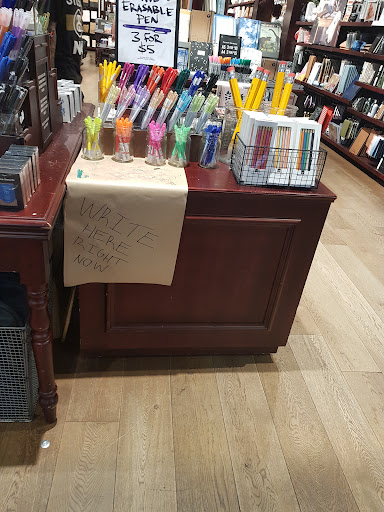 ERASABLE
PEN
3 FOR
$5
WRITE
HERE
RIGHT
NOW